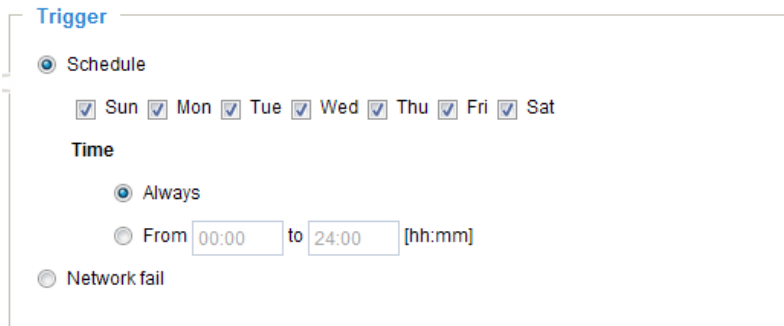 Trigger
Schedule
Sun Mon Tue Wed Thu Fri Sat
Time
Always
From 00:00 to 24:00 [hh:mm]
Network fail